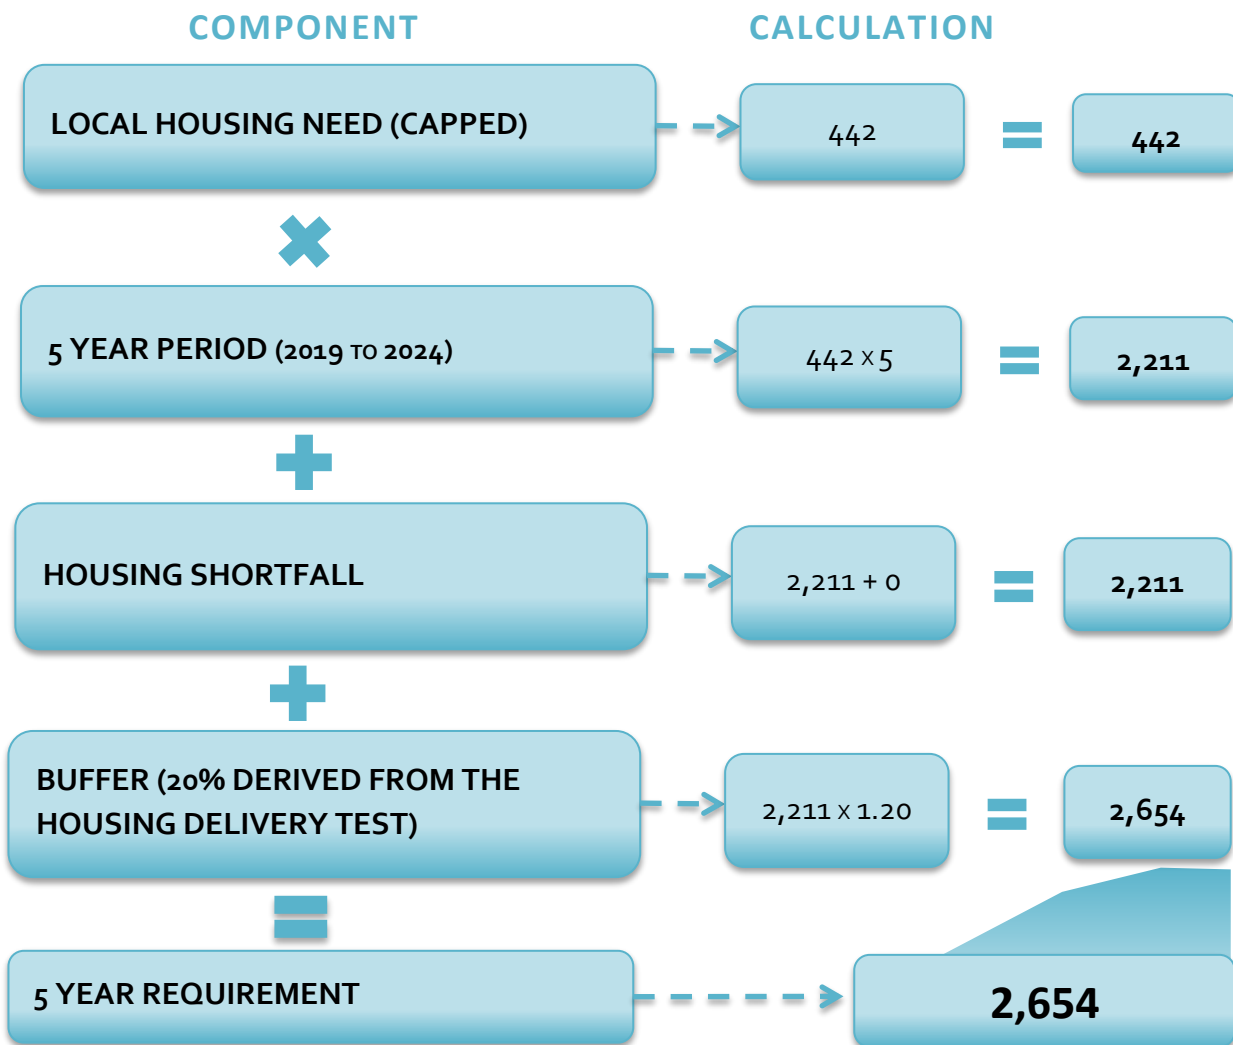 COMPONENT CALCULATION
LOCAL HOUSING NEED (CAPPED) 442 = 442
×
5 YEAR PERIOD (2019 TO 2024) 442 x 5 = 2,211
+
HOUSING SHORTFALL 2,211 + 0 = 2,211
+
BUFFER (20% DERIVED FROM THE
HOUSING DELIVERY TEST) 2,211 x 1.20 = 2,654
=
5 YEAR REQUIREMENT 2,654